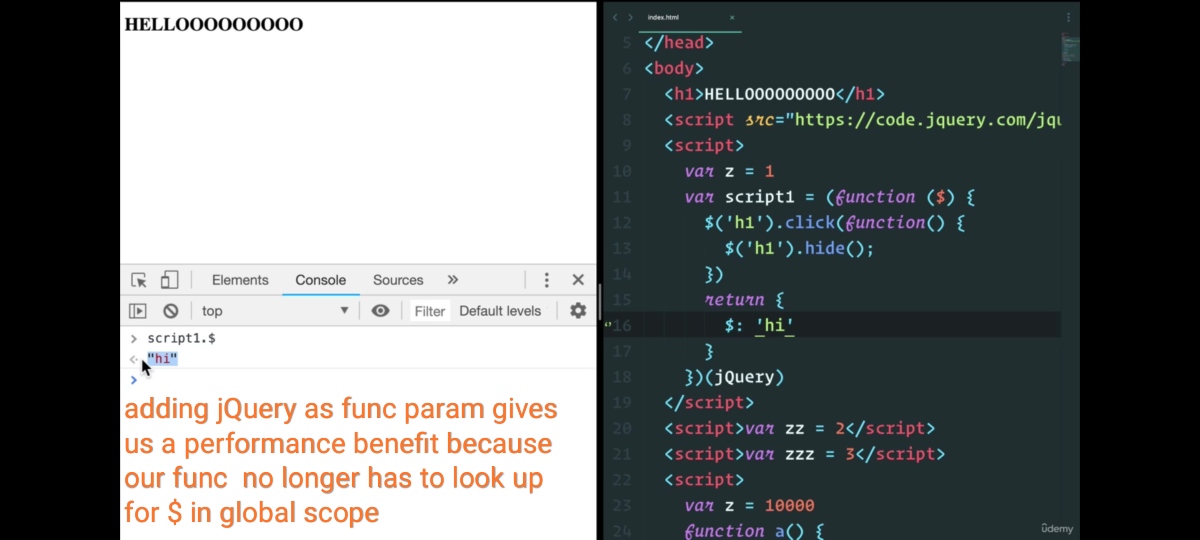 HELLOOOOOOOOOO
Elements Console Sources »
top Filter Default levels
> script1.$
"hi"
>
adding jQuery as func param gives
us a performance benefit because
our func no longer has to look up
for $ in global scope
index.html ×
5 </head>
6 <body>
7 <h1>HELLOOOOOOOOO</h1>
8 <script src="https://code.jquery.com/jqu
9 <script>
10 var z = 1
11 var script1 = (function ($) {
12 $('h1').click(function() {
13 $('h1').hide();
14 })
15 return {
16 $: 'hi'
17 }
18 })(jQuery)
19 </script>
20 <script>var zz = 2</script>
21 <script>var zzz = 3</script>
22 <script>
23 var z = 10000
24 function a() {
udemy